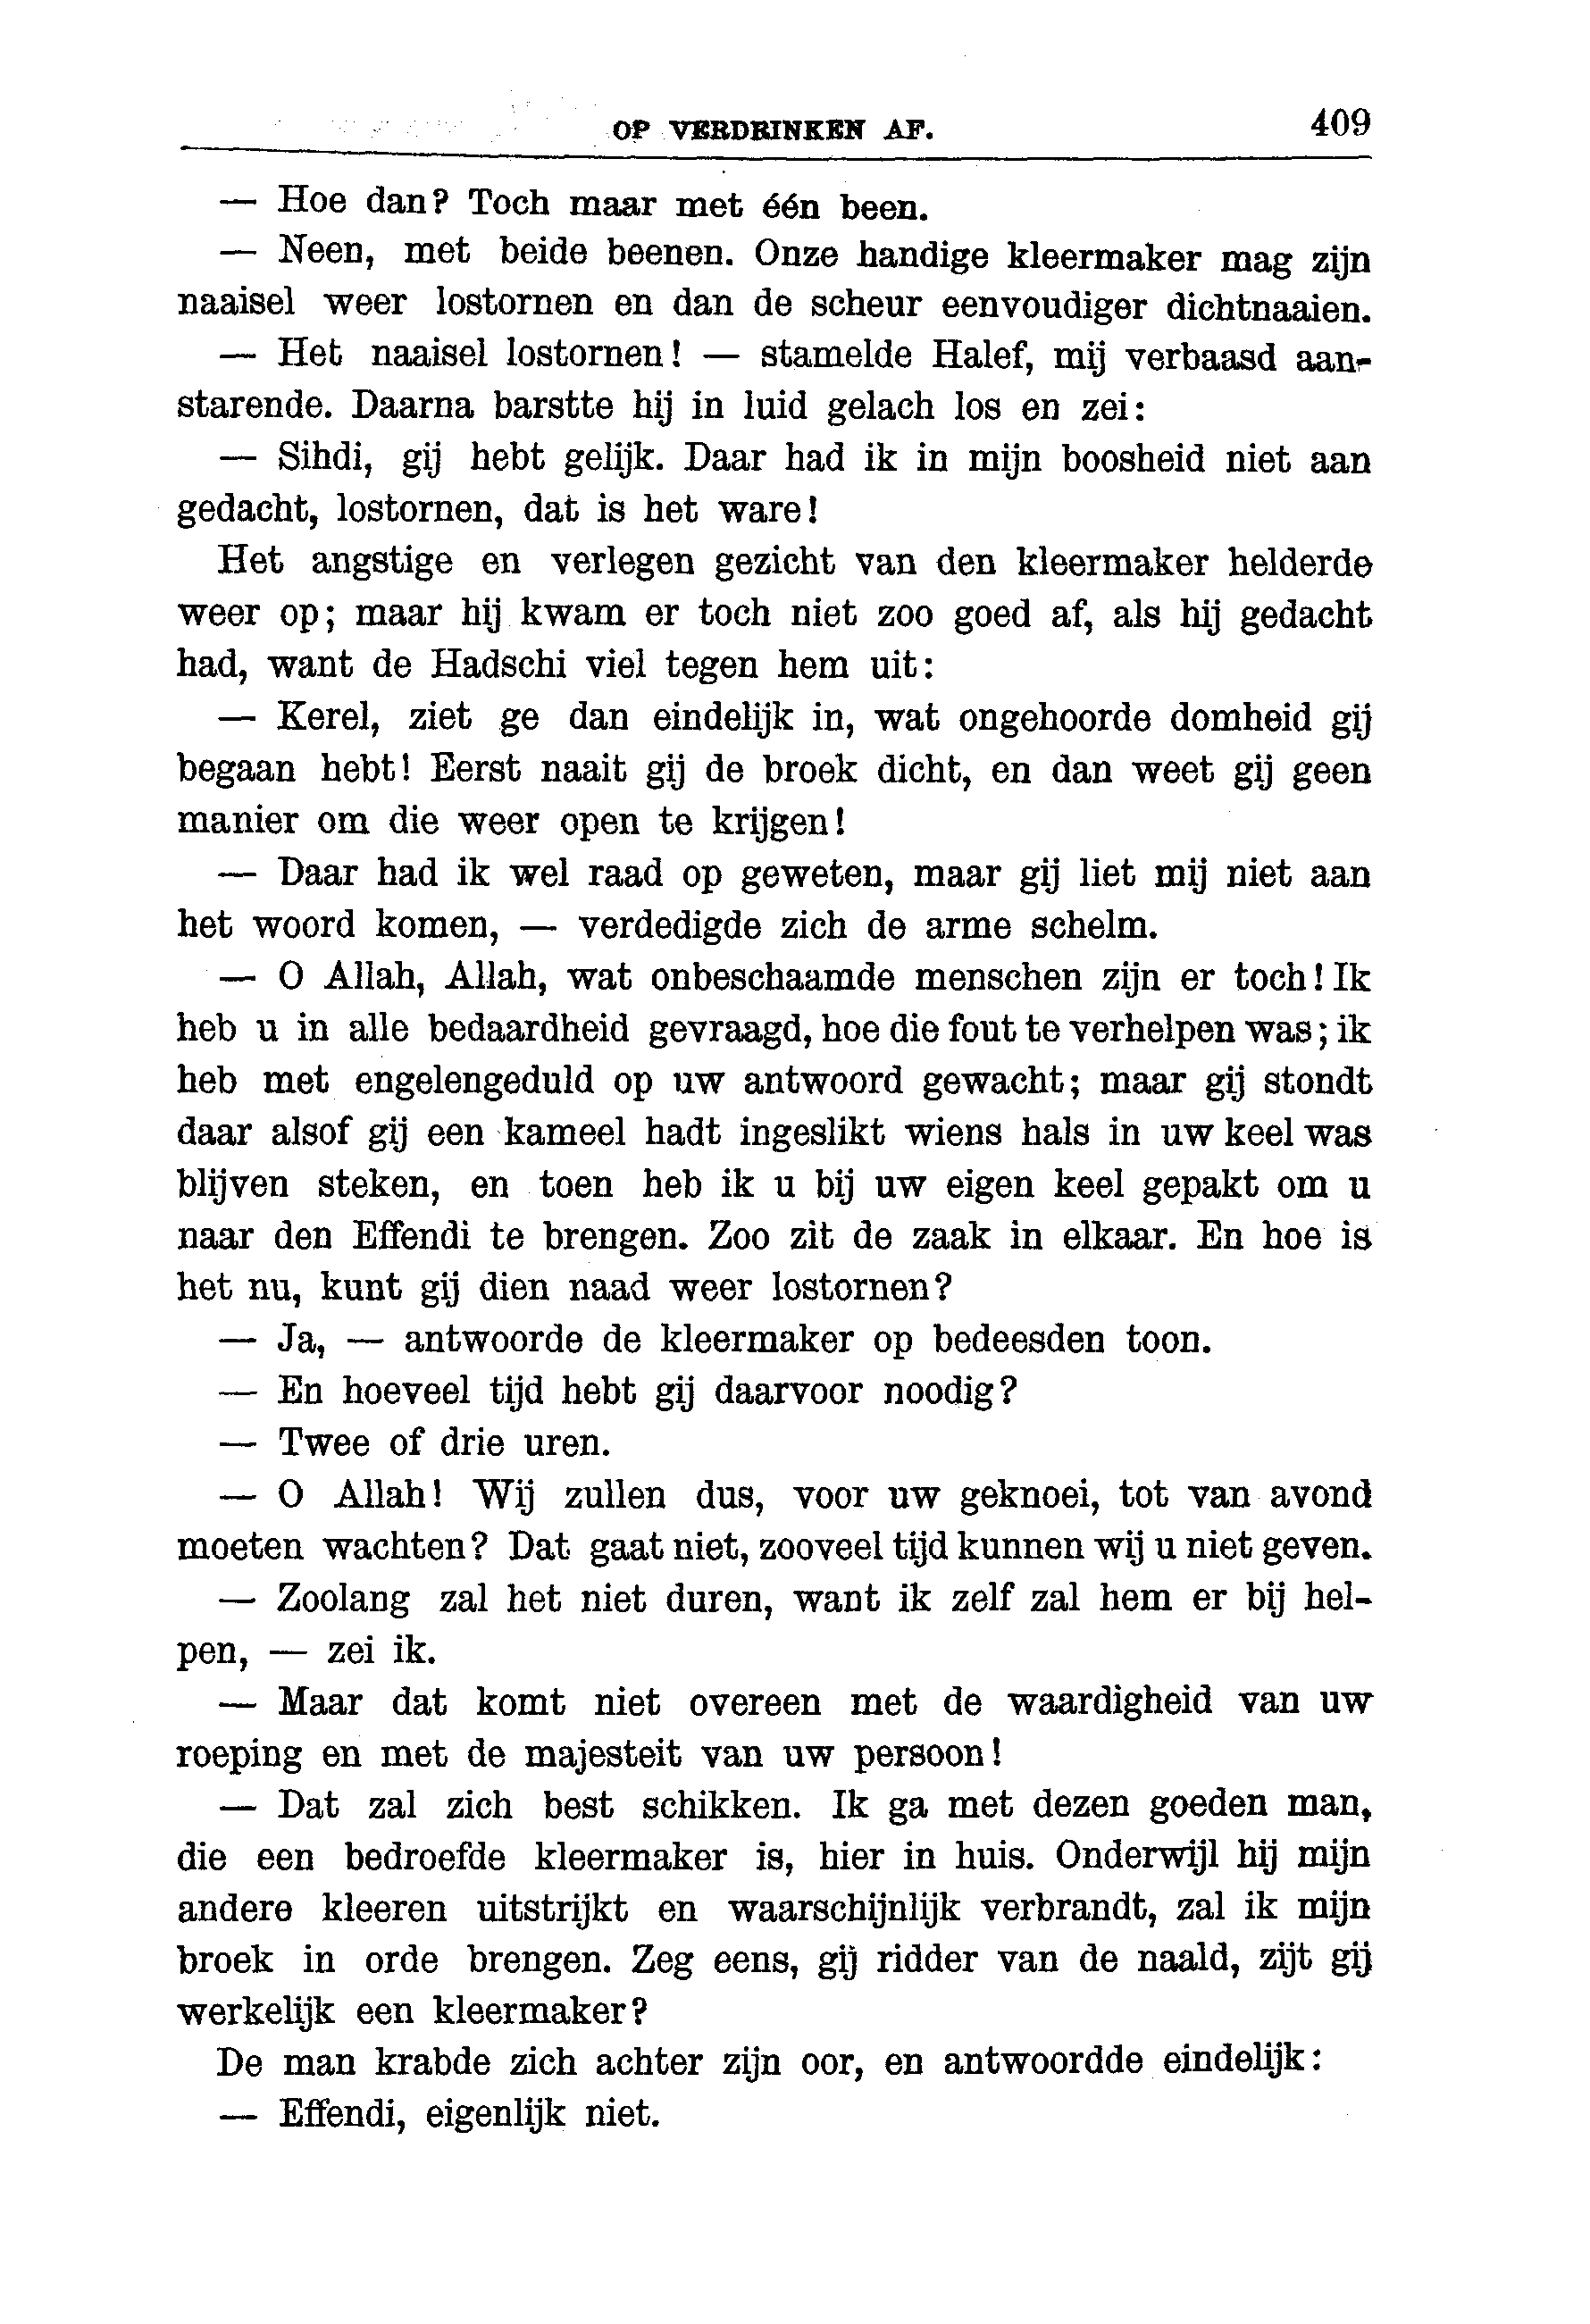 OP VERDRINKEN AF. 409
— Hoe dan? Toch maar met één been.
— Neen, met beide beenen. Onze handige kleermaker mag zijn
naaisel weer lostornen en dan de scheur eenvoudiger dichtnaaien.
— Het naaisel lostornen! — stamelde Halef, mij verbaasd aan-
starende. Daarna barstte hij in luid gelach los en zei:
— Sihdi, gij hebt gelijk. Daar had ik in mijn boosheid niet aan
gedacht, lostornen, dat is het ware!
Het angstige en verlegen gezicht van den kleermaker helderde
weer op; maar hij kwam er toch niet zoo goed af, als hij gedacht
had, want de Hadschi viel tegen hem uit:
— Kerel, ziet ge dan eindelijk in, wat ongehoorde domheid gij
begaan hebt! Eerst naait gij de broek dicht, en dan weet gij geen
manier om die weer open te krijgen!
— Daar had ik wel raad op geweten, maar gij liet mij niet aan
het woord komen, — verdedigde zich de arme schelm.
— O Allah, Allah, wat onbeschaamde menschen zijn er toch! Ik
heb u in alle bedaardheid gevraagd, hoe die fout te verhelpen was; ik
heb met engelengeduld op uw antwoord gewacht; maar gij stondt
daar alsof gij een kameel hadt ingeslikt wiens hals in uw keel was
blijven steken, en toen heb ik u bij uw eigen keel gepakt om u
naar den Effendi te brengen. Zoo zit de zaak in elkaar. En hoe is
het nu, kunt gij dien naad weer lostornen?
— Ja, — antwoorde de kleermaker op bedeesden toon.
— En hoeveel tijd hebt gij daarvoor noodig?
— Twee of drie uren.
— O Allah! Wij zullen dus, voor uw geknoei, tot van avond
moeten wachten? Dat gaat niet, zooveel tijd kunnen wij u niet geven.
— Zoolang zal het niet duren, want ik zelf zal hem er bij hel-
pen, — zei ik.
— Maar dat komt niet overeen met de waardigheid van uw
roeping en met de majesteit van uw persoon!
— Dat zal zich best schikken. Ik ga met dezen goeden man,
die een bedroefde kleermaker is, hier in huis. Onderwijl hij mijn
andere kleeren uitstrijkt en waarschijnlijk verbrandt, zal ik mijn
broek in orde brengen. Zeg eens, gij ridder van de naald, zijt gij
werkelijk een kleermaker?
De man krabde zich achter zijn oor, en antwoordde eindelijk:
— Effendi, eigenlijk niet.